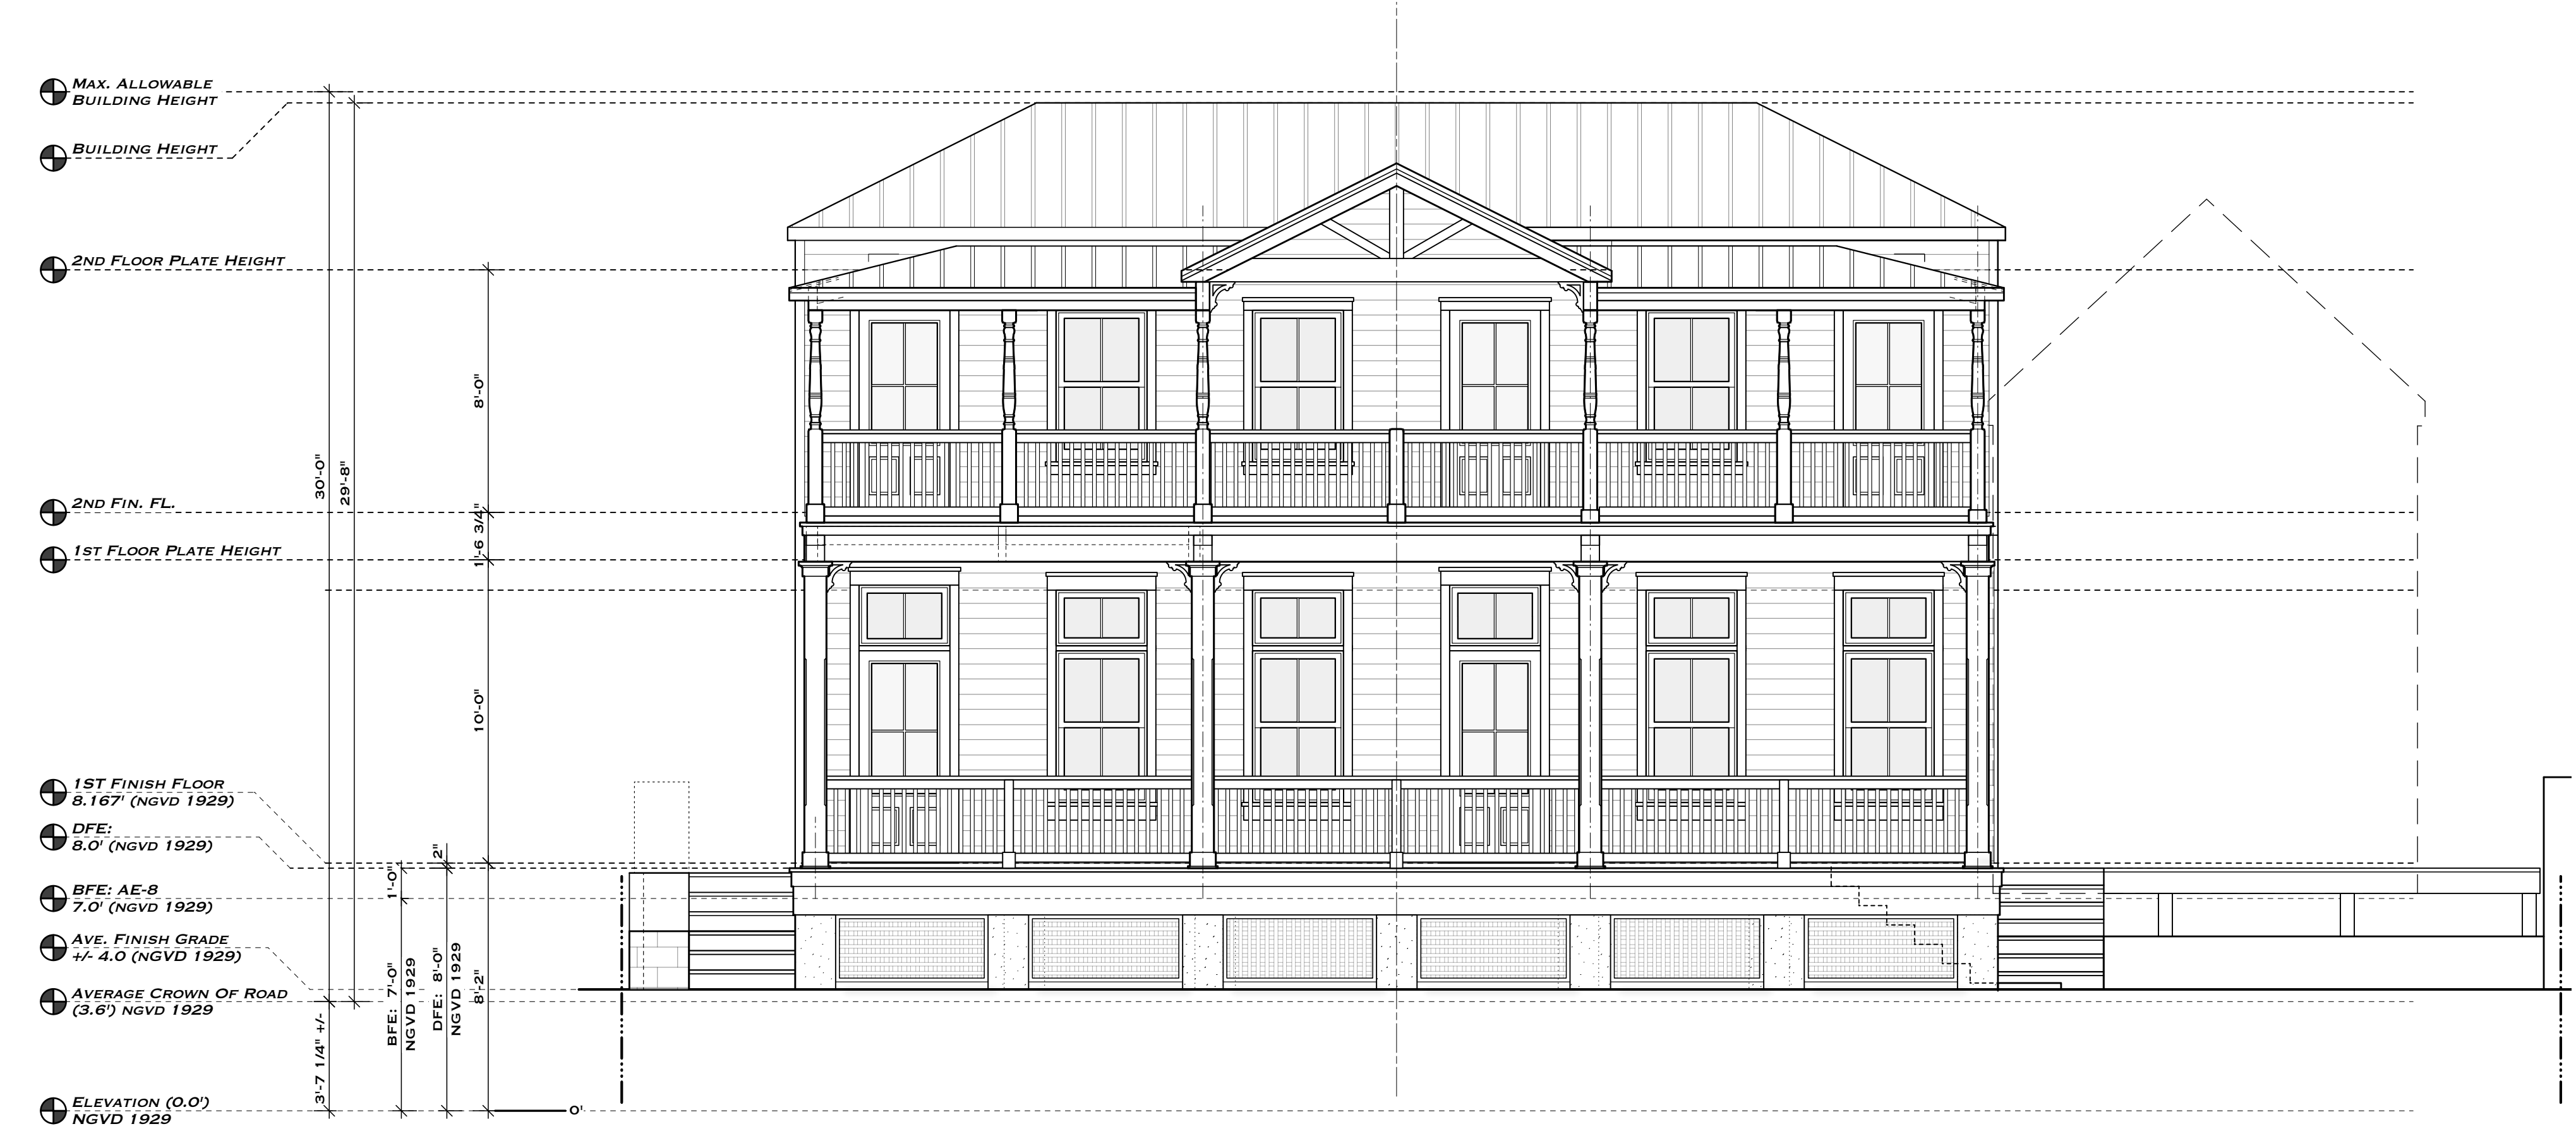 MAX. ALLOWABLE
BUILDING HEIGHT
BUILDING HEIGHT
2ND FLOOR PLATE HEIGHT
8'-0"
30'-0"
29'-8"
2ND FIN. FL.
1'-6 3/4"
1ST FLOOR PLATE HEIGHT
10'-0"
1ST FINISH FLOOR
8.167' (NGVD 1929)
DFE:
8.0' (NGVD 1929)
2"
1'-0"
BFE: AE-8
7.0' (NGVD 1929)
AVE. FINISH GRADE
+/- 4.0 (NGVD 1929)
BFE: 7'-0"
NGVD 1929
DFE: 8'-0"
NGVD 1929
8'-2"
AVERAGE CROWN OF ROAD
(3.6') NGVD 1929
3'-7 1/4" +/-
ELEVATION (0.0')
NGVD 1929
0'